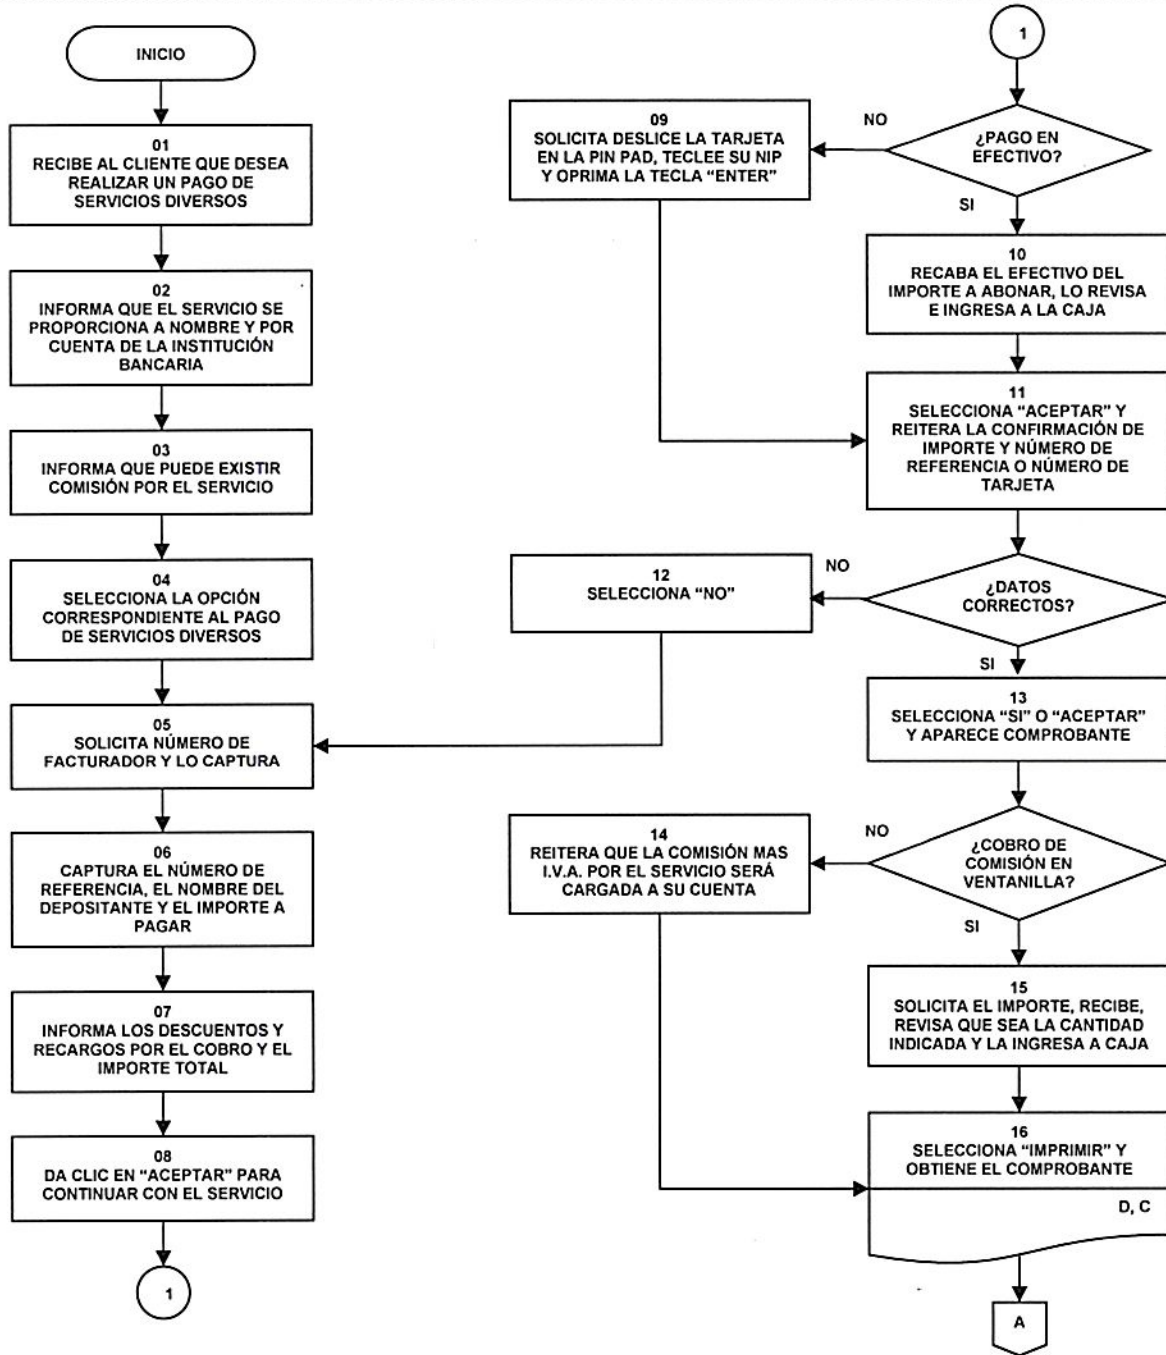 INICIO
01
RECIBE AL CLIENTE QUE DESEA
REALIZAR UN PAGO DE
SERVICIOS DIVERSOS
02
INFORMA QUE EL SERVICIO SE
PROPORCIONA A NOMBRE Y POR
CUENTA DE LA INSTITUCIÓN
BANCARIA
03
INFORMA QUE PUEDE EXISTIR
COMISIÓN POR EL SERVICIO
04
SELECCIONA LA OPCIÓN
CORRESPONDIENTE AL PAGO
DE SERVICIOS DIVERSOS
05
SOLICITA NÚMERO DE
FACTURADOR Y LO CAPTURA
06
CAPTURA EL NÚMERO DE
REFERENCIA, EL NOMBRE DEL
DEPOSITANTE Y EL IMPORTE A
PAGAR
07
INFORMA LOS DESCUENTOS Y
RECARGOS POR EL COBRO Y EL
IMPORTE TOTAL
08
DA CLIC EN “ACEPTAR” PARA
CONTINUAR CON EL SERVICIO
1
1
¿PAGO EN
EFECTIVO?
NO
09
SOLICITA DESLICE LA TARJETA
EN LA PIN PAD, TECLEE SU NIP
Y OPRIMA LA TECLA “ENTER”
SI
10
RECABA EL EFECTIVO DEL
IMPORTE A ABONAR, LO REVISA
E INGRESA A LA CAJA
11
SELECCIONA “ACEPTAR” Y
REITERA LA CONFIRMACIÓN DE
IMPORTE Y NÚMERO DE
REFERENCIA O NÚMERO DE
TARJETA
¿DATOS
CORRECTOS?
NO
12
SELECCIONA “NO”
SI
13
SELECCIONA “SI” O “ACEPTAR”
Y APARECE COMPROBANTE
¿COBRO DE
COMISIÓN EN
VENTANILLA?
NO
14
REITERA QUE LA COMISIÓN MAS
I.V.A. POR EL SERVICIO SERÁ
CARGADA A SU CUENTA
SI
15
SOLICITA EL IMPORTE, RECIBE,
REVISA QUE SEA LA CANTIDAD
INDICADA Y LA INGRESA A CAJA
16
SELECCIONA “IMPRIMIR” Y
OBTIENE EL COMPROBANTE
D, C
A